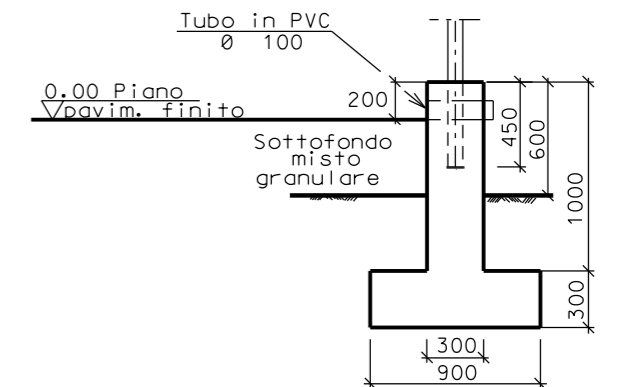 Tubo in PVC
Ø 100
0.00 Piano
pavim. finito
200
Sottofondo
misto
granulare
450
600
1000
300
300
900